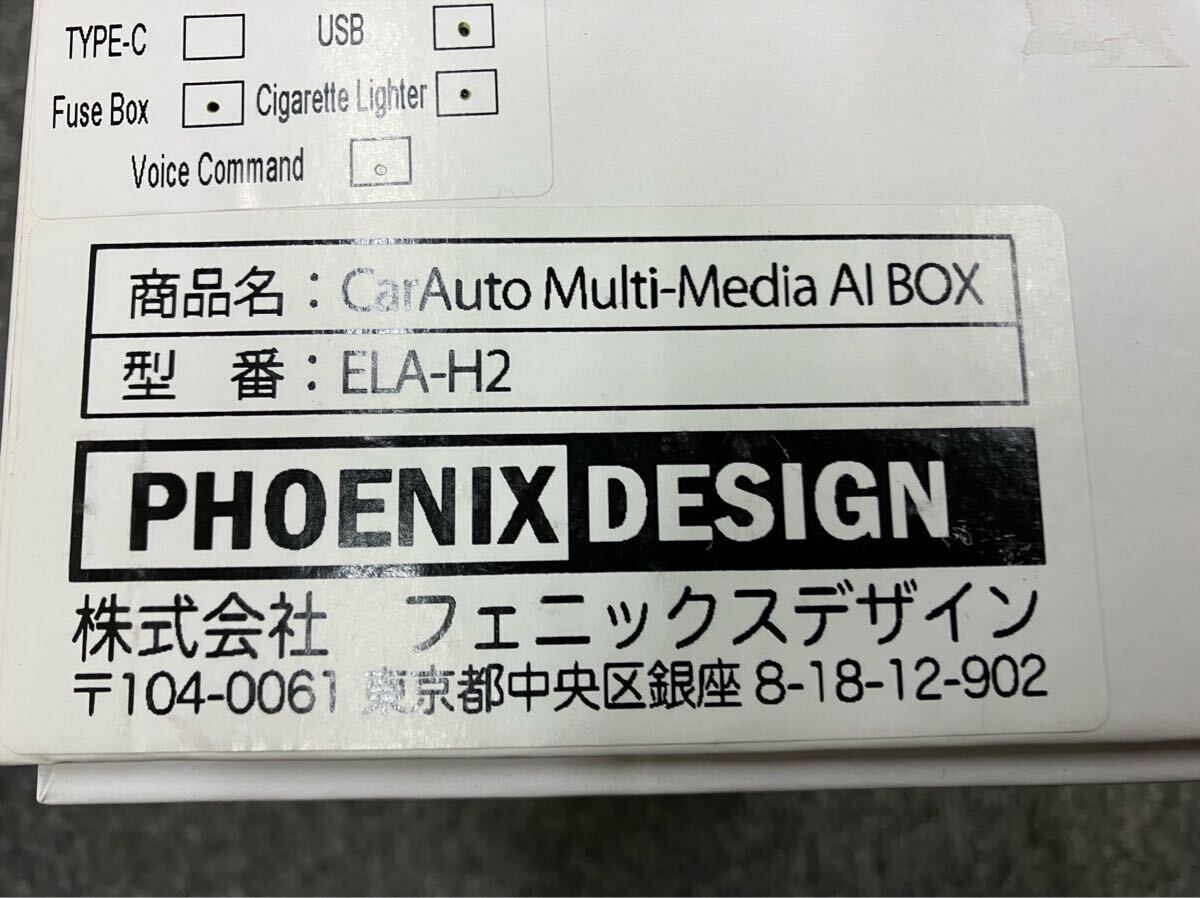 TYPE-C USB
Fuse Box Cigarette Lighter
Voice Command
商品名：CarAuto Multi-Media AI BOX
型 番：ELA-H2
PHOENIX DESIGN
株式会社 フェニックスデザイン
〒104-0061 東京都中央区銀座 8-18-12-902